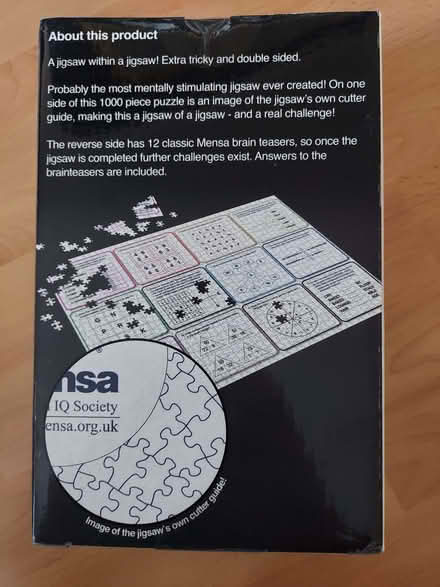 About this product
A jigsaw within a jigsaw! Extra tricky and double sided.
Probably the most mentally stimulating jigsaw ever created! On one
side of this 1000 piece puzzle is an image of the jigsaw's own cutter
guide, making this a jigsaw of a jigsaw - and a real challenge!
The reverse side has 12 classic Mensa brain teasers, so once the
jigsaw is completed further challenges exist. Answers to the
brainteasers are included.
nsa
IQ Society
ensa.org.uk
Image of the jigsaw's own cutter guide!